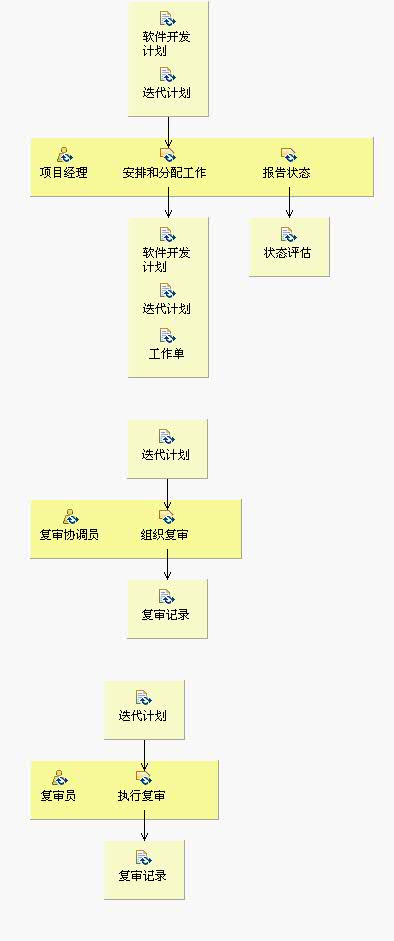 软件开发
计划
迭代计划
项目经理
安排和分配工作
报告状态
软件开发
计划
迭代计划
工作单
状态评估
迭代计划
复审协调员
组织复审
复审记录
迭代计划
复审员
执行复审
复审记录